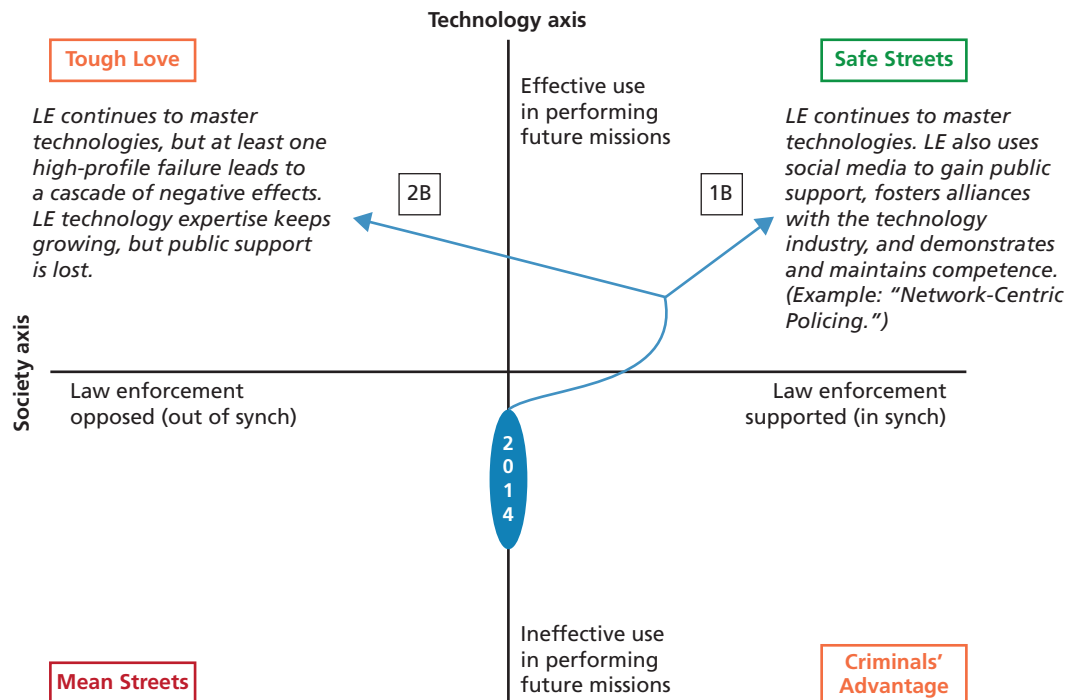 Technology axis
Tough Love
Safe Streets
LE continues to master
technologies, but at least one
high-profile failure leads to
a cascade of negative effects.
LE technology expertise keeps
growing, but public support
is lost.
Effective use
in performing
future missions
LE continues to master
technologies. LE also uses
social media to gain public
support, fosters alliances
with the technology
industry, and demonstrates
and maintains competence.
(Example: “Network-Centric
Policing.”)
2B
1B
Society axis
Law enforcement
opposed (out of synch)
Law enforcement
supported (in synch)
2
0
1
4
Mean Streets
Ineffective use
in performing
future missions
Criminals’
Advantage